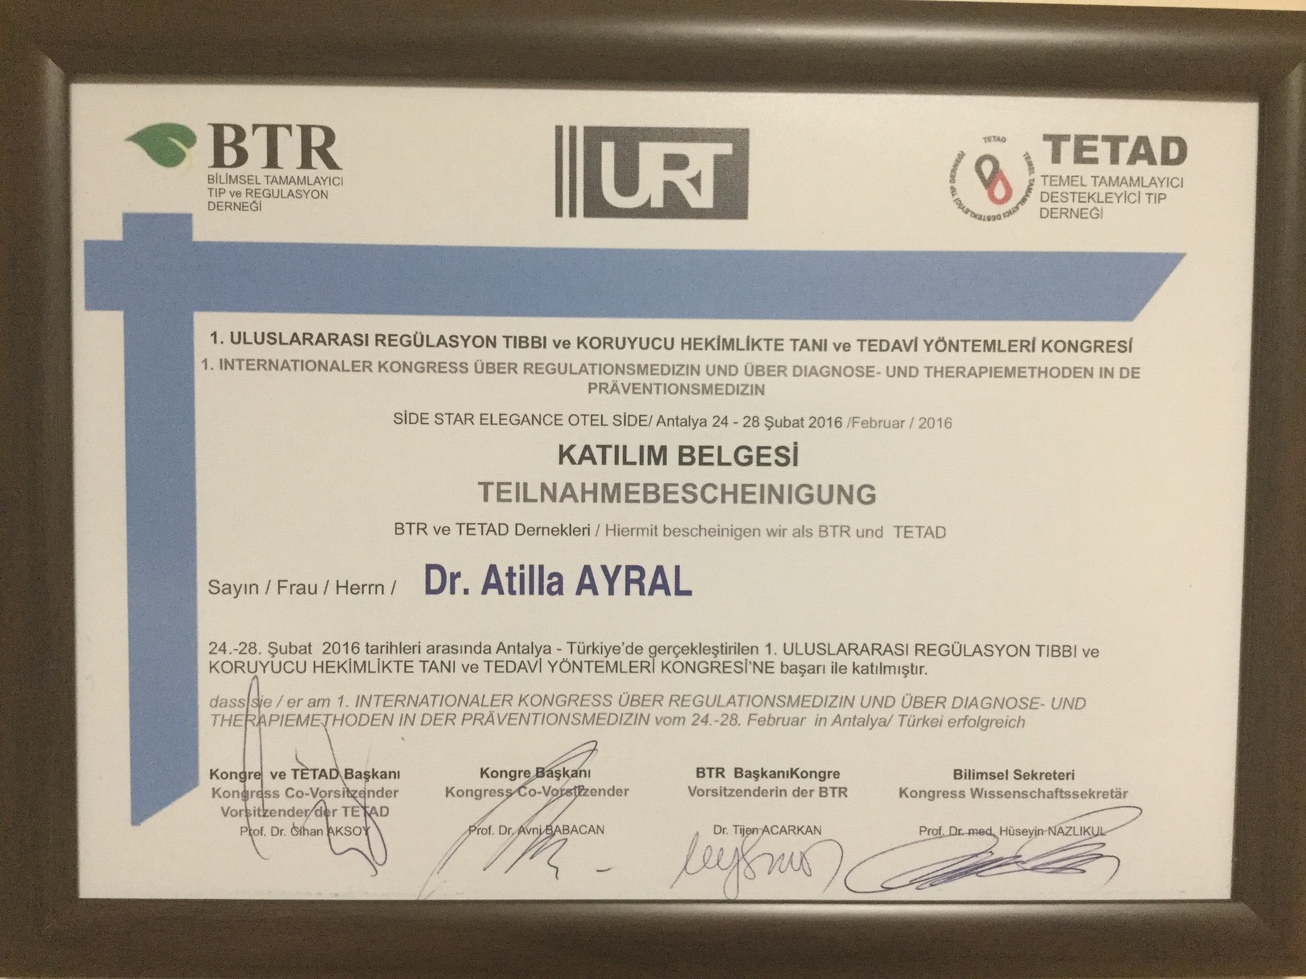 BTR
BİLİMSEL TAMAMLAYICI
TIP ve REGULASYON
DERNEĞİ
URT
TETAD
TEMEL TAMAMLAYICI DESTEKLEYİCİ TIP DERNEĞİ
TETAD
TEMEL TAMAMLAYICI
DESTEKLEYİCİ TIP
DERNEĞİ
1. ULUSLARARASI REGÜLASYON TIBBI ve KORUYUCU HEKİMLİKTE TANI ve TEDAVİ YÖNTEMLERİ KONGRESİ
1. INTERNATIONALER KONGRESS ÜBER REGULATIONSMEDIZIN UND ÜBER DIAGNOSE- UND THERAPIEMETHODEN IN DE
PRÄVENTIONSMEDIZIN
SİDE STAR ELEGANCE OTEL SİDE/ Antalya 24 - 28 Şubat 2016 /Februar / 2016
KATILIM BELGESİ
TEILNAHMEBESCHEINIGUNG
BTR ve TETAD Dernekleri / Hiermit bescheinigen wir als BTR und TETAD
Sayın / Frau / Herrn / Dr. Atilla AYRAL
24.-28. Şubat 2016 tarihleri arasında Antalya - Türkiye'de gerçekleştirilen 1. ULUSLARARASI REGÜLASYON TIBBI ve
KORUYUCU HEKİMLİKTE TANI ve TEDAVİ YÖNTEMLERİ KONGRESİ'NE başarı ile katılmıştır.
dass sie / er am 1. INTERNATIONALER KONGRESS ÜBER REGULATIONSMEDIZIN UND ÜBER DIAGNOSE- UND
THERAPIEMETHODEN IN DER PRÄVENTIONSMEDIZIN vom 24.-28. Februar in Antalya/ Türkei erfolgreich
Kongre ve TETAD Başkanı
Kongress Co-Vorsitzender
Vorsitzender der TETAD
Prof. Dr. Cihan AKSOY
Kongre Başkanı
Kongress Co-Vorsitzender
Prof. Dr. Avni BABACAN
BTR BaşkanıKongre
Vorsitzenderin der BTR
Dr. Tijen ACARKAN
Bilimsel Sekreteri
Kongress Wıssenschaftssekretär
Prof. Dr. med. Hüseyin NAZLIKUL